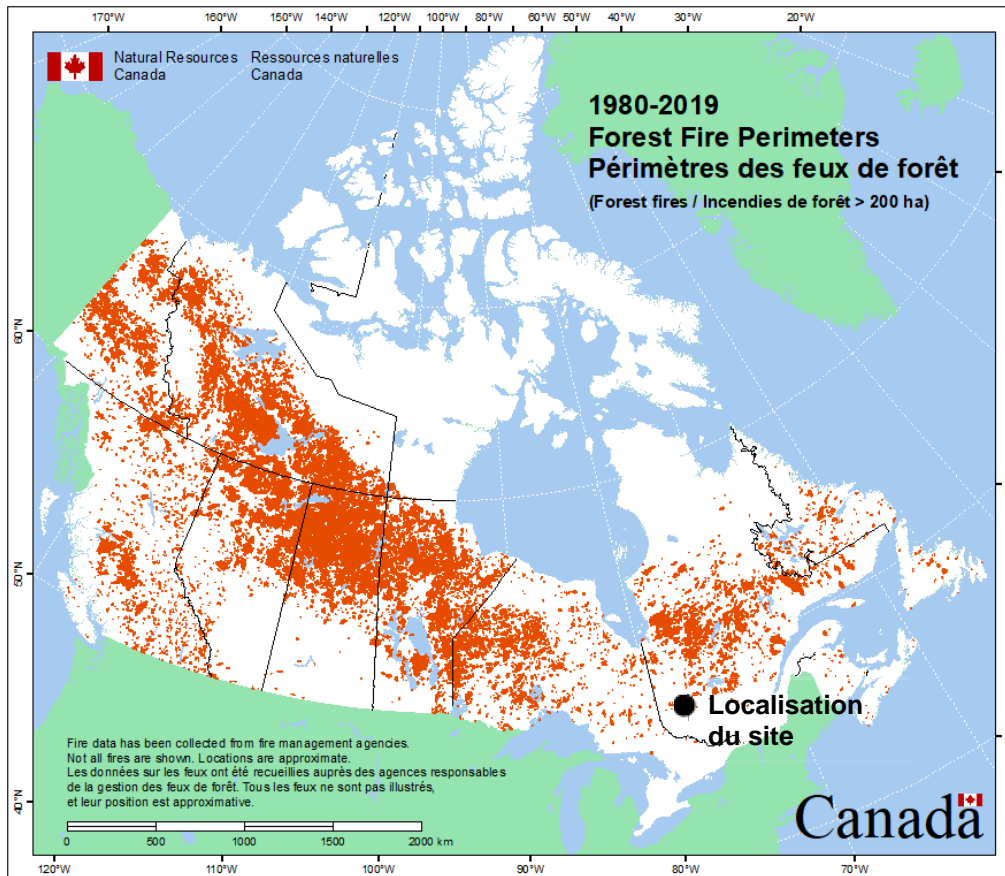 170°W 160°W 150°W 140°W 130°W 120°W 110°W 100°W 90°W 80°W 70°W 60°W 50°W 40°W 30°W 20°W
Natural Resources Ressources naturelles
Canada Canada
1980-2019
Forest Fire Perimeters
Périmètres des feux de forêt
(Forest fires / Incendies de forêt > 200 ha)
60°N
50°N
40°N
Localisation
du site
Fire data has been collected from fire management agencies.
Not all fires are shown. Locations are approximate.
Les données sur les feux ont été recueillies auprès des agences responsables
de la gestion des feux de forêt. Tous les feux ne sont pas illustrés,
et leur position est approximative.
0 500 1000 1500 2000 km
Canada
120°W 110°W 100°W 90°W 80°W 70°W